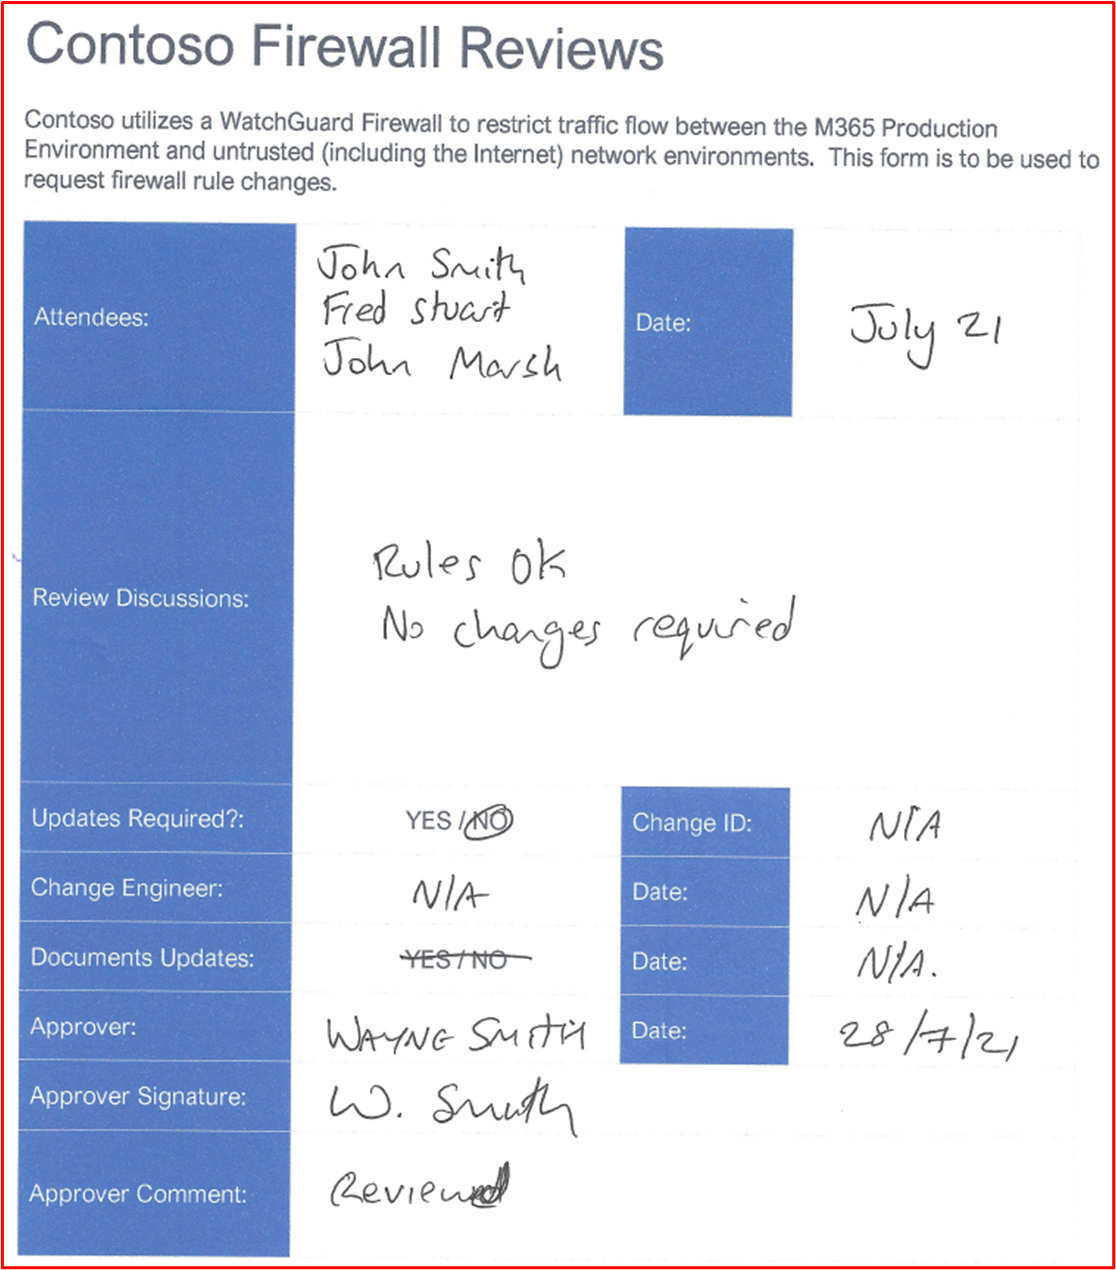 Contoso Firewall Reviews
Contoso utilizes a WatchGuard Firewall to restrict traffic flow between the M365 Production
Environment and untrusted (including the Internet) network environments.  This form is to be used to
request firewall rule changes.
Attendees:
John Smith
Fred Stuart
John Marsh
Date:
July 21
Review Discussions:
Rules OK
No changes required
Updates Required?: YES / NO Change ID: N/A
Change Engineer: N/A Date: N/A
Documents Updates: YES / NO Date: N/A.
Approver: WAYNE SMITH Date: 28/7/21
Approver Signature: W. Smith
Approver Comment: Reviewed